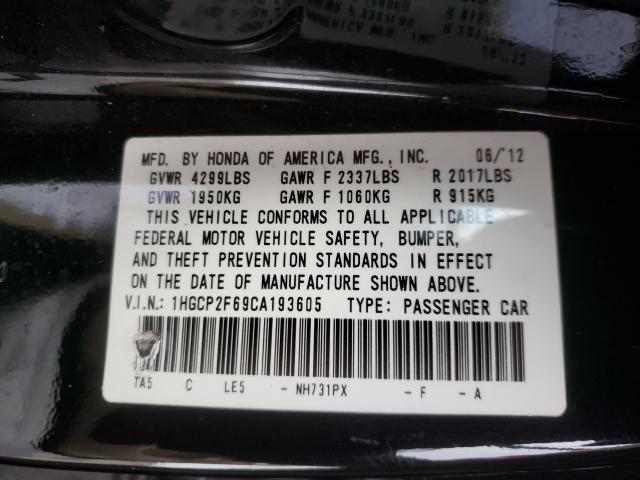 MFD. BY HONDA OF AMERICA MFG., INC. 06/'12
GVWR 4299LBS GAWR F 2337LBS R 2017LBS
GVWR 1950KG GAWR F 1060KG R 915KG
THIS VEHICLE CONFORMS TO ALL APPLICABLE
FEDERAL MOTOR VEHICLE SAFETY, BUMPER,
AND THEFT PREVENTION STANDARDS IN EFFECT
ON THE DATE OF MANUFACTURE SHOWN ABOVE.
V.I.N.: 1HGCP2F69CA193605 TYPE: PASSENGER CAR
TA5 C LE5 - NH731PX - F - A